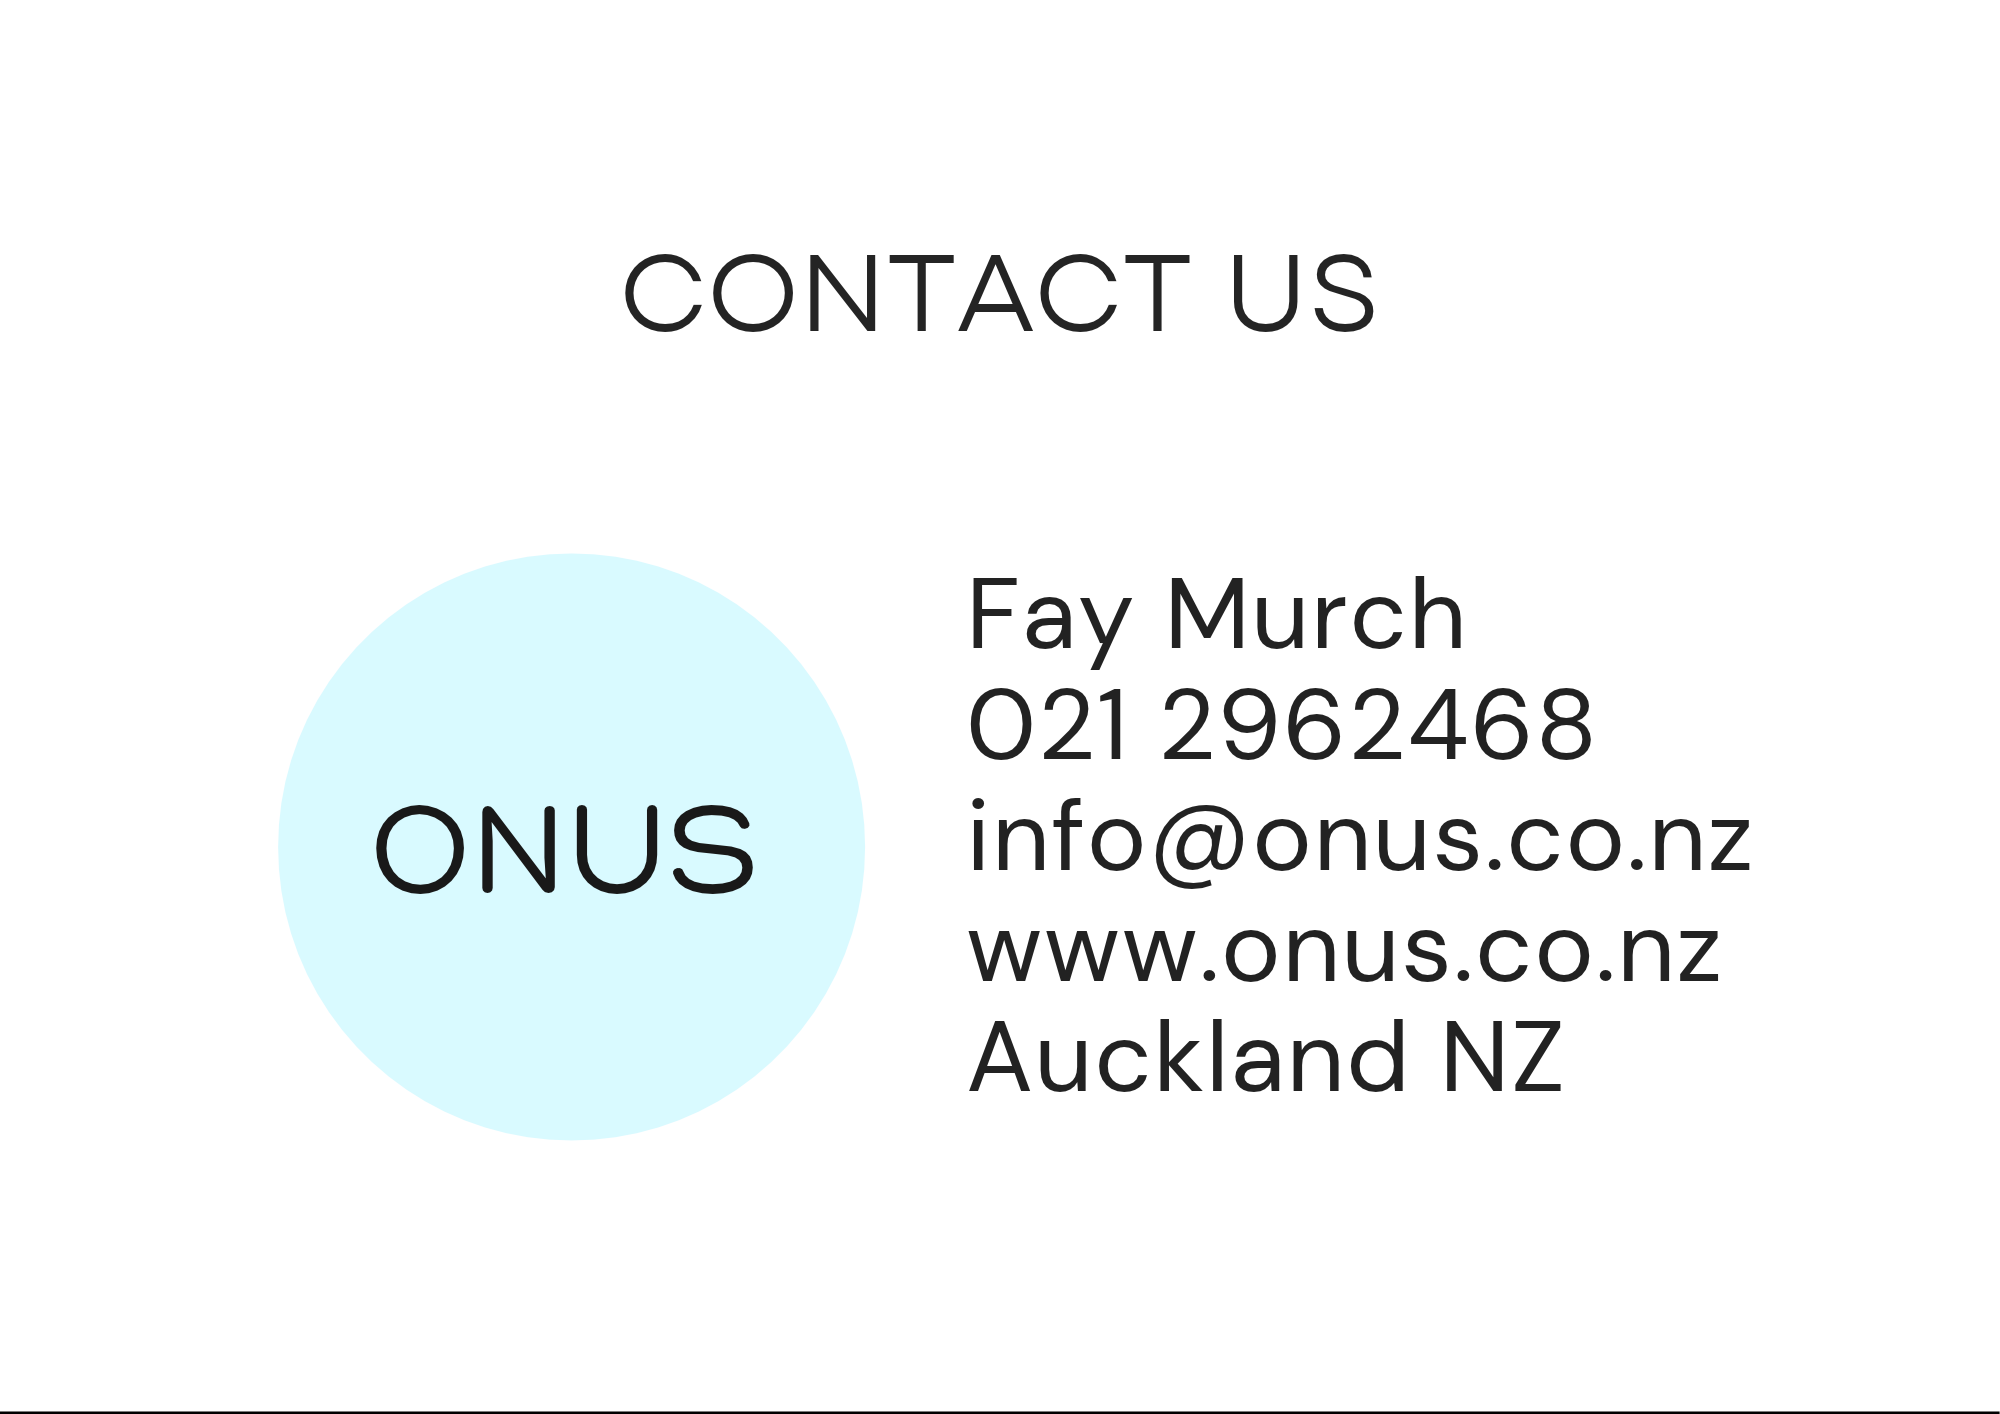 CONTACT US
ONUS
Fay Murch
021 2962468
info@onus.co.nz
www.onus.co.nz
Auckland NZ